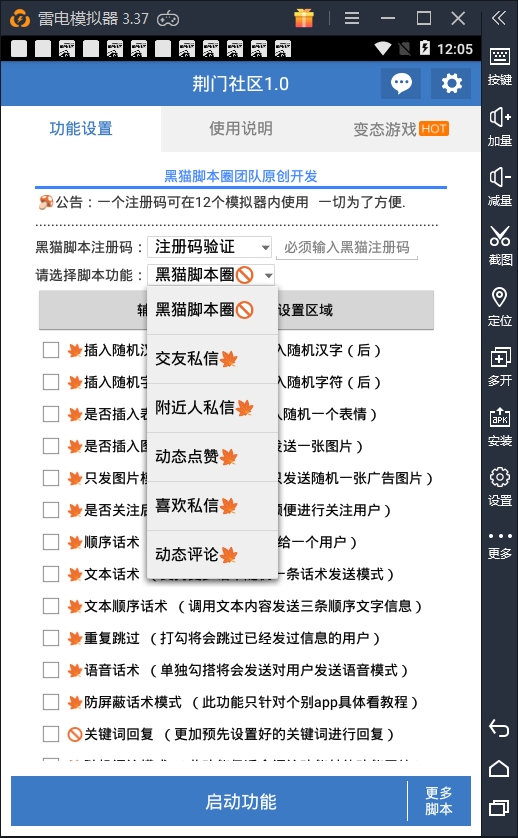 雷电模拟器 3.37
12:05
荆门社区1.0
功能设置
使用说明
变态游戏 HOT
黑猫脚本圈团队原创开发
公告：一个注册码可在12个模拟器内使用 一切为了方便.
黑猫脚本注册码： 注册码验证 必须输入黑猫注册码
请选择脚本功能： 黑猫脚本圈
辅 设置区域
黑猫脚本圈
交友私信
附近人私信
动态点赞
喜欢私信
动态评论
插入随机汉 入随机汉字（后）
插入随机字 入随机字符（后）
是否插入表 入随机一个表情）
是否插入图 发送一张图片）
只发图片模 只发送随机一张广告图片）
是否关注后 顺便进行关注用户）
顺序话术 给一个用户）
文本话术 一条话术发送模式）
文本顺序话术 （调用文本内容发送三条顺序文字信息）
重复跳过 （打勾将会跳过已经发过信息的用户）
语音话术 （单独勾搭将会发送对用户发送语音模式）
防屏蔽话术模式 （此功能只针对个别app具体看教程）
关键词回复 （更加预先设置好的关键词进行回复）
启动功能
更多
脚本
按键
加量
减量
截图
定位
多开
APK
安装
设置
更多